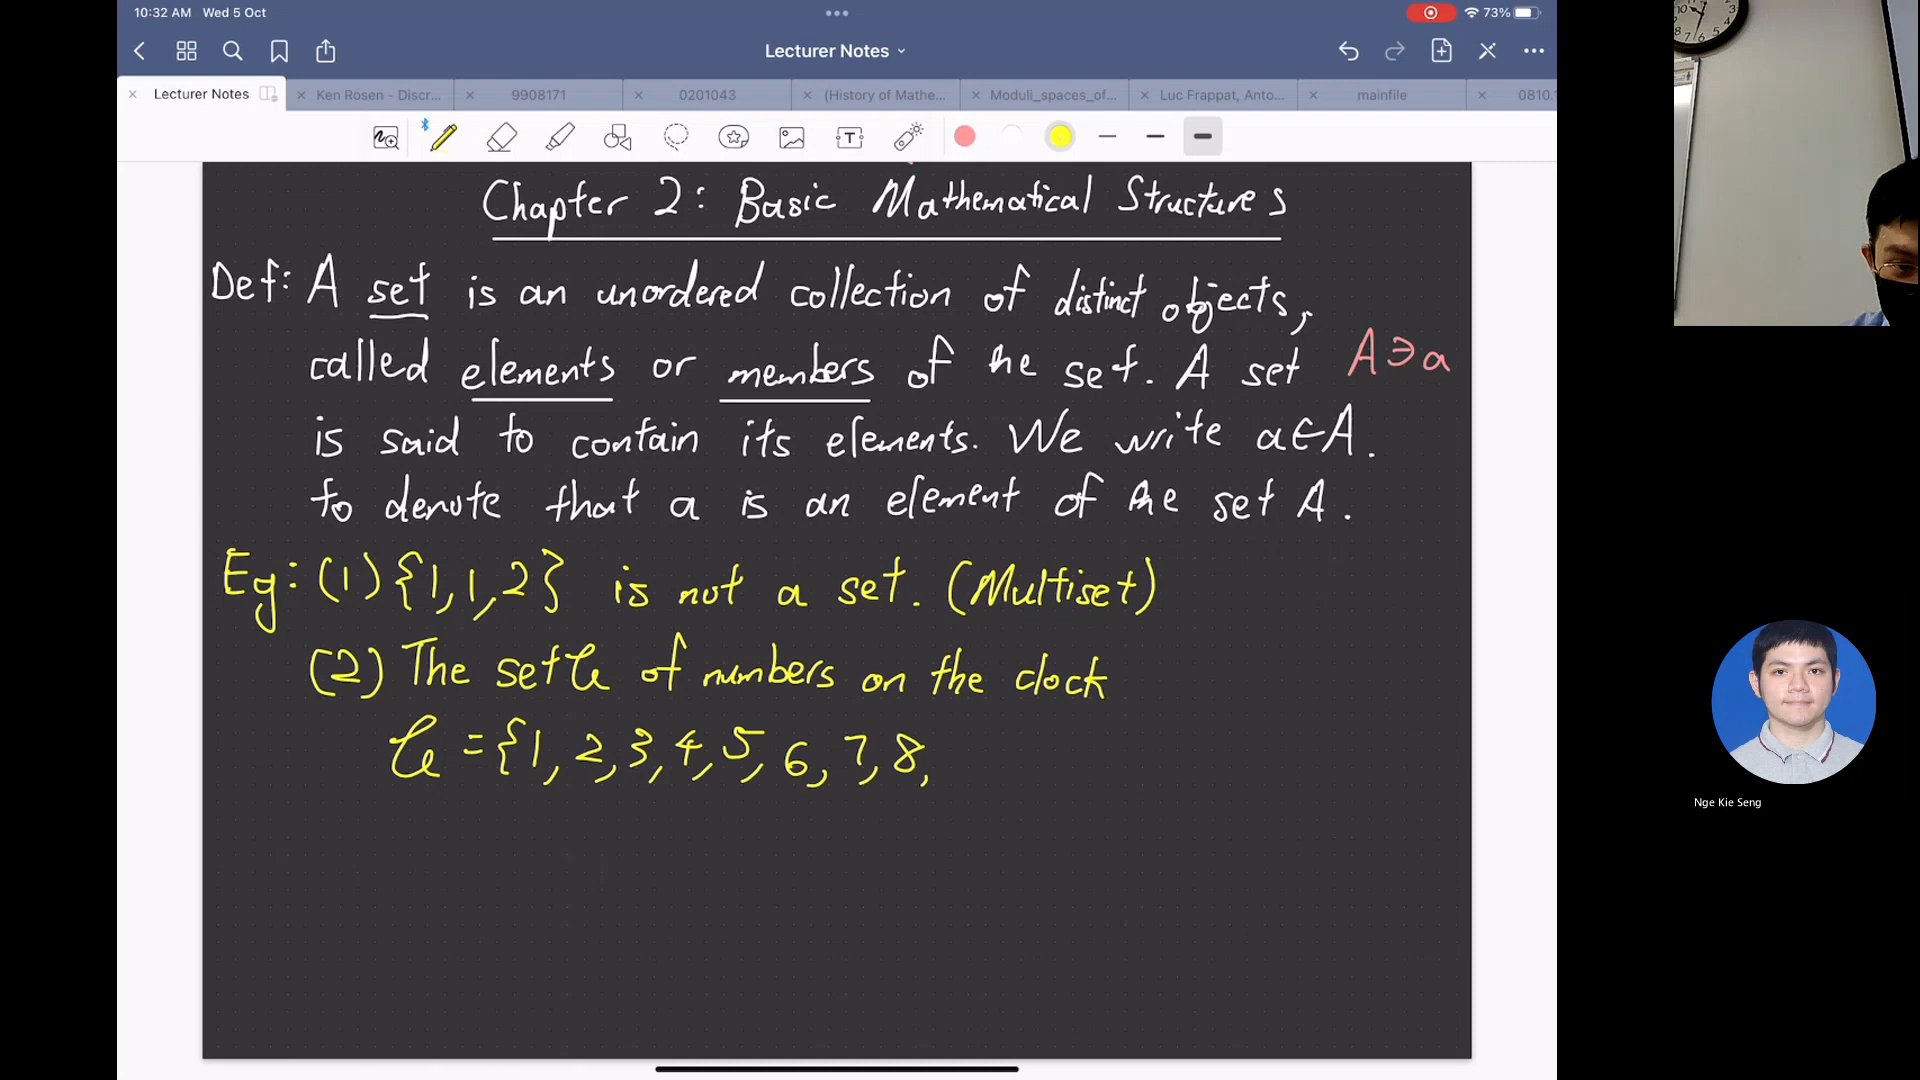 10:32 AM Wed 5 Oct
73%
Lecturer Notes
Lecturer Notes
Ken Rosen - Discr...
9908171
0201043
(History of Mathe...
Moduli_spaces_of...
Luc Frappat, Anto...
mainfile
0810.1
Chapter 2: Basic Mathematical Structures
Def: A set is an unordered collection of distinct objects,
called elements or members of the set. A set
A∋a
is said to contain its elements. We write a∈A.
to denote that a is an element of the set A.
Eg: (1) {1,1,2} is not a set. (Multiset)
(2) The set 𝒞 of numbers on the clock
𝒞 = {1, 2, 3, 4, 5, 6, 7, 8,
Nge Kie Seng